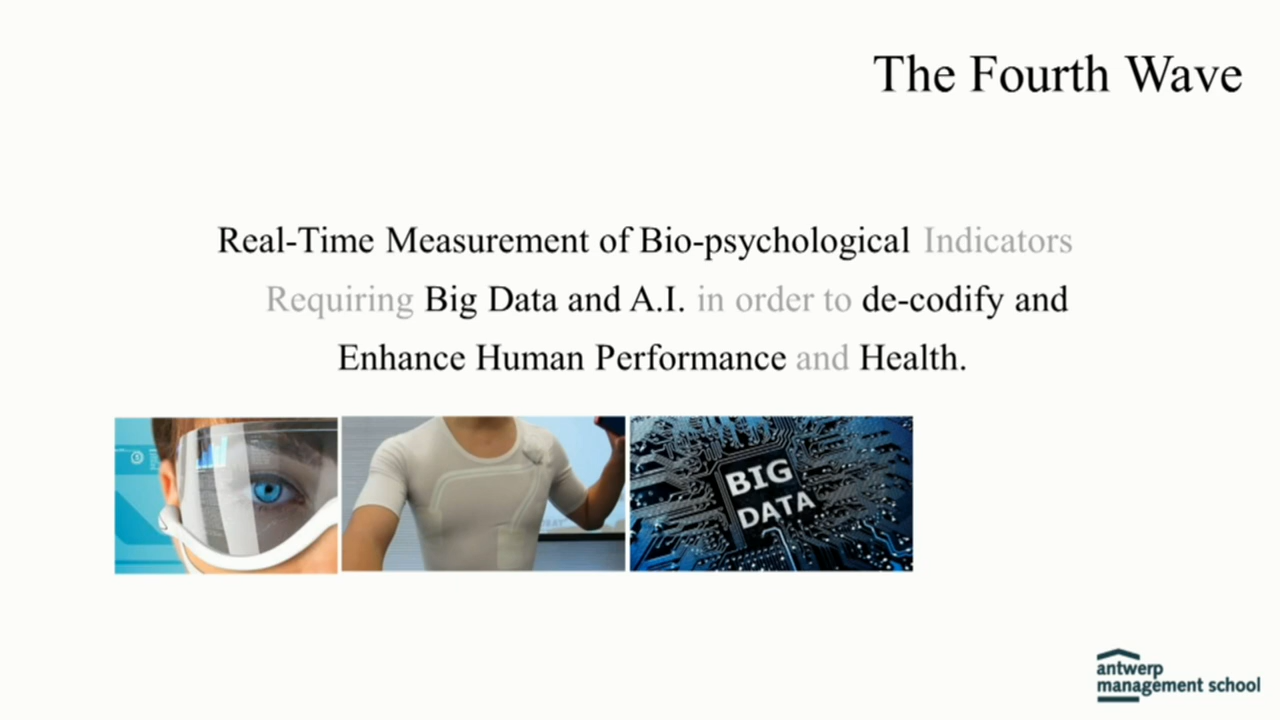 The Fourth Wave
Real-Time Measurement of Bio-psychological Indicators
Requiring Big Data and A.I. in order to de-codify and
Enhance Human Performance and Health.
BIG
DATA
antwerp
management school